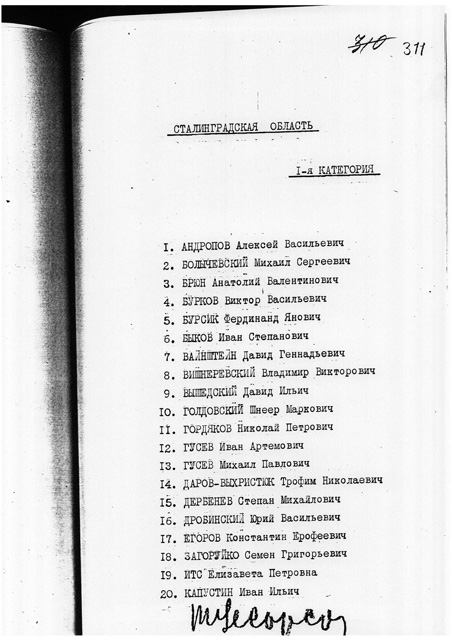 310 311
СТАЛИНГРАДСКАЯ ОБЛАСТЬ
I-я КАТЕГОРИЯ
I. АНДРОПОВ Алексей Васильевич
2. БОЛЫЧЕВСКИЙ Михаил Сергеевич
3. БРЮН Анатолий Валентинович
4. БУРКОВ Виктор Васильевич
5. БУРСИК Фердинанд Янович
6. БЫКОВ Иван Степанович
7. ВАЙНШТЕЙН Давид Геннадьевич
8. ВИШНЕРЕВСКИЙ Владимир Викторович
9. ВЫШЕДСКИЙ Давид Ильич
IO. ГОЛДОВСКИЙ Шнеер Маркович
II. ГОРДЯКОВ Николай Петрович
I2. ГУСЕВ Иван Артемович
I3. ГУСЕВ Михаил Павлович
I4. ДАРОВ-ВЫХРИСТЮК Трофим Николаевич
I5. ДЕРБЕНЕВ Степан Михайлович
I6. ДРОБИНСКИЙ Юрий Васильевич
I7. ЕГОРОВ Константин Ерофеевич
I8. ЗАГОРУЙКО Семен Григорьевич
I9. ИТС Елизавета Петровна
20. КАПУСТИН Иван Ильич